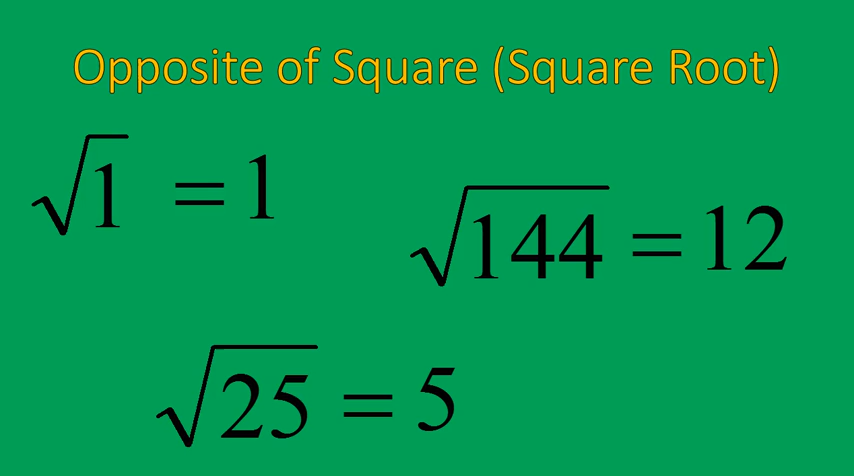 Opposite of Square (Square Root)
√1 = 1
√144 = 12
√25 = 5